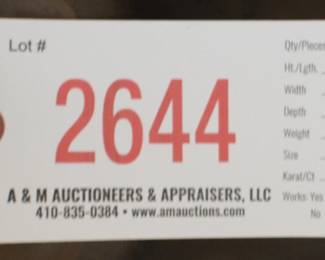 Lot #
2644
A & M AUCTIONEERS & APPRAISERS, LLC
410-835-0384 • www.amauctions.com
Qty/Pieces
Ht./Lgth.
Width
Depth
Weight
Size
Karat/Ct
Works: Yes
No